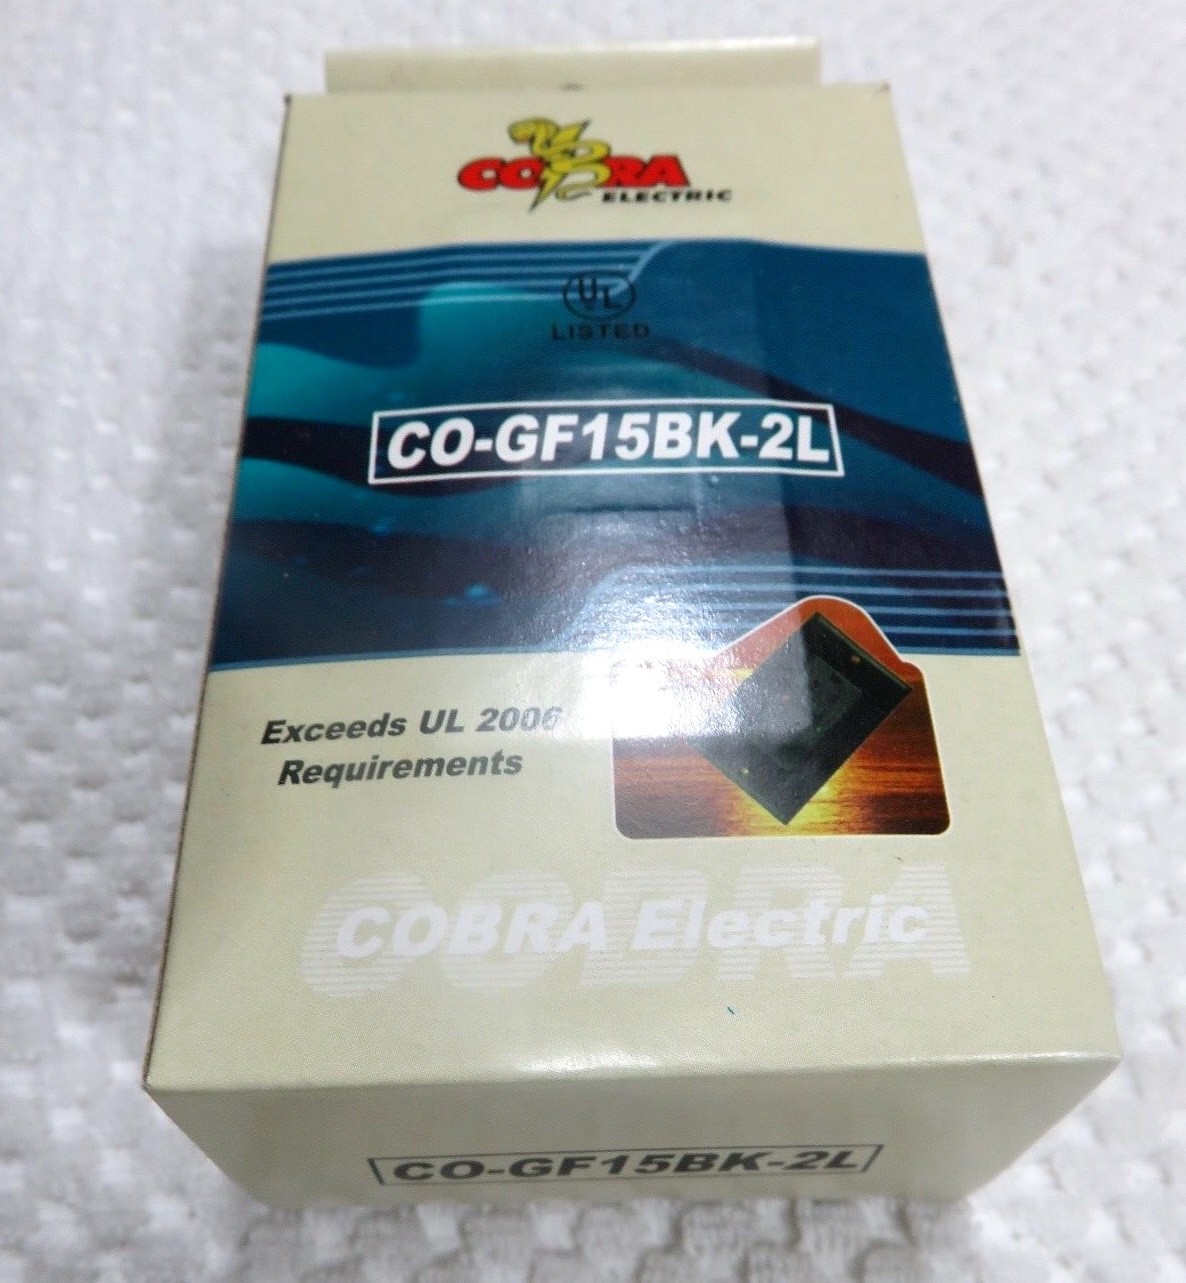 COBRA
ELECTRIC
UL
LISTED
CO-GF15BK-2L
Exceeds UL 2006
Requirements
COBRA
COBRA Electric
CO-GF15BK-2L